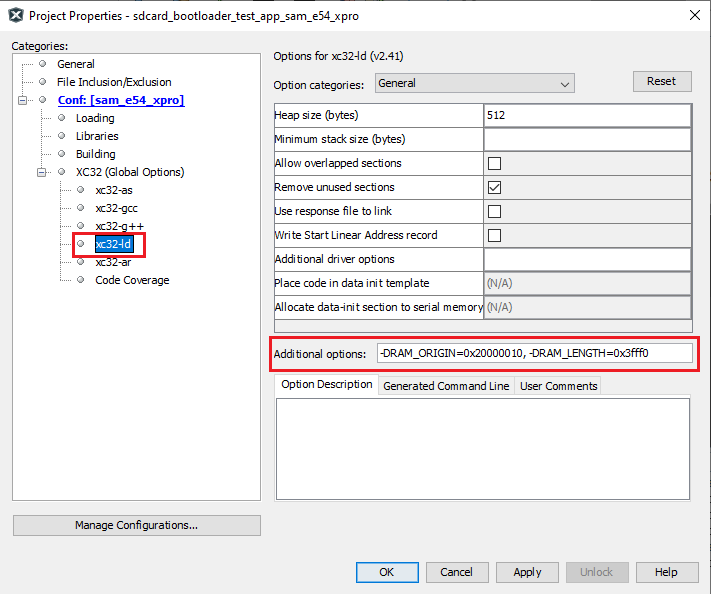 Project Properties - sdcard_bootloader_test_app_sam_e54_xpro
Categories:
General
File Inclusion/Exclusion
Conf: [sam_e54_xpro]
Loading
Libraries
Building
XC32 (Global Options)
xc32-as
xc32-gcc
xc32-g++
xc32-ld
xc32-ar
Code Coverage
Manage Configurations...
Options for xc32-ld (v2.41)
Option categories: General Reset
Heap size (bytes) 512
Minimum stack size (bytes)
Allow overlapped sections
Remove unused sections
Use response file to link
Write Start Linear Address record
Additional driver options
Place code in data init template (N/A)
Allocate data-init section to serial memory (N/A)
Additional options: -DRAM_ORIGIN=0x20000010, -DRAM_LENGTH=0x3fff0
Option Description Generated Command Line User Comments
OK Cancel Apply Unlock Help